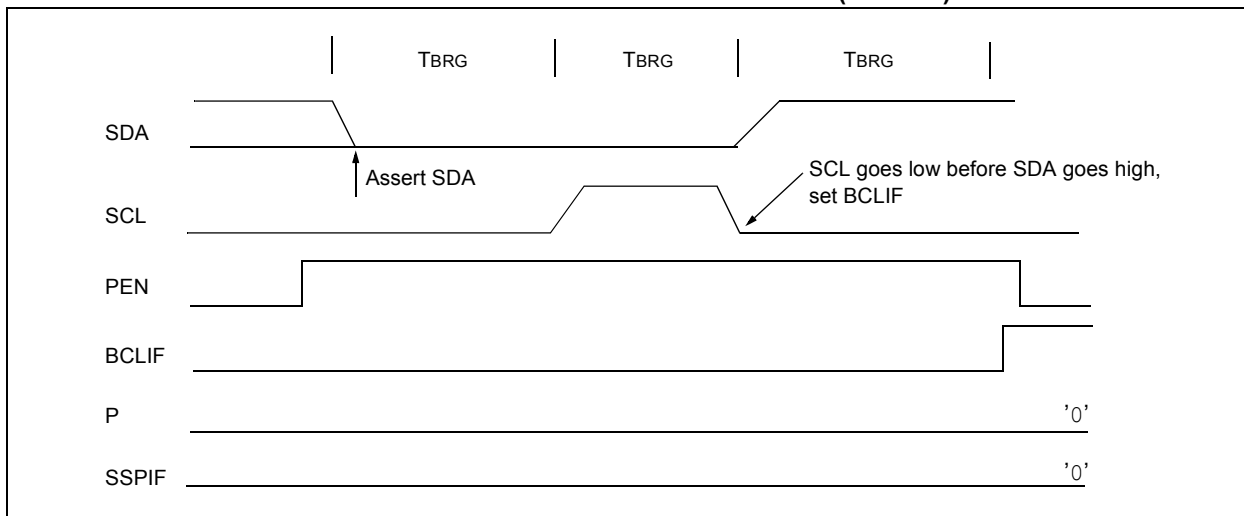 TBRG TBRG TBRG
SDA
Assert SDA
SCL goes low before SDA goes high,
set BCLIF
SCL
PEN
BCLIF
P '0'
SSPIF '0'